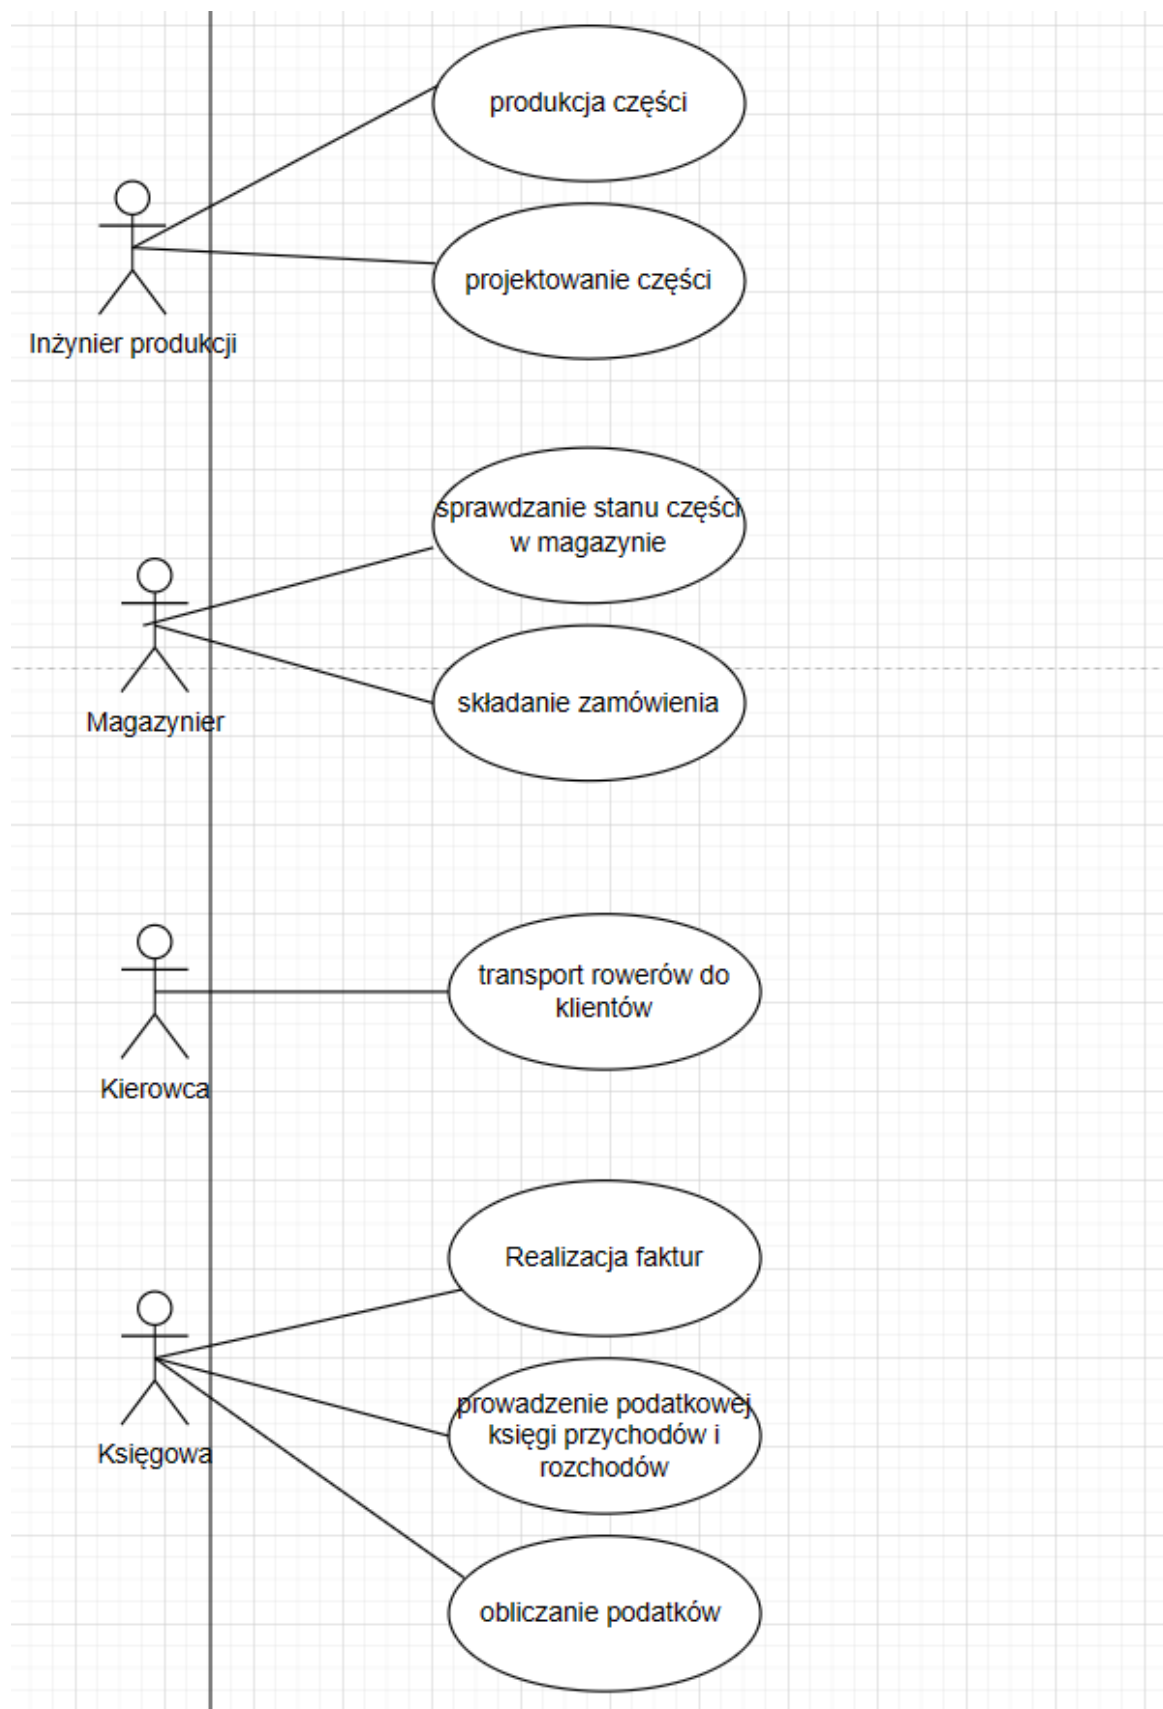 produkcja części
projektowanie części
Inżynier produkcji
sprawdzanie stanu części
w magazynie
składanie zamówienia
Magazynier
transport rowerów do
klientów
Kierowca
Realizacja faktur
prowadzenie podatkowej
księgi przychodów i
rozchodów
Księgowa
obliczanie podatków